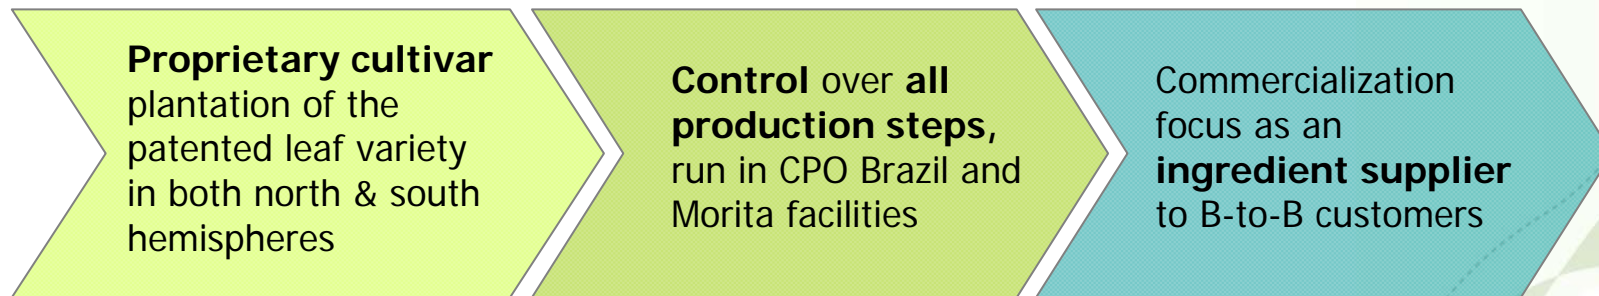 Proprietary cultivar
plantation of the
patented leaf variety
in both north & south
hemispheres
Control over all
production steps,
run in CPO Brazil and
Morita facilities
Commercialization
focus as an
ingredient supplier
to B-to-B customers